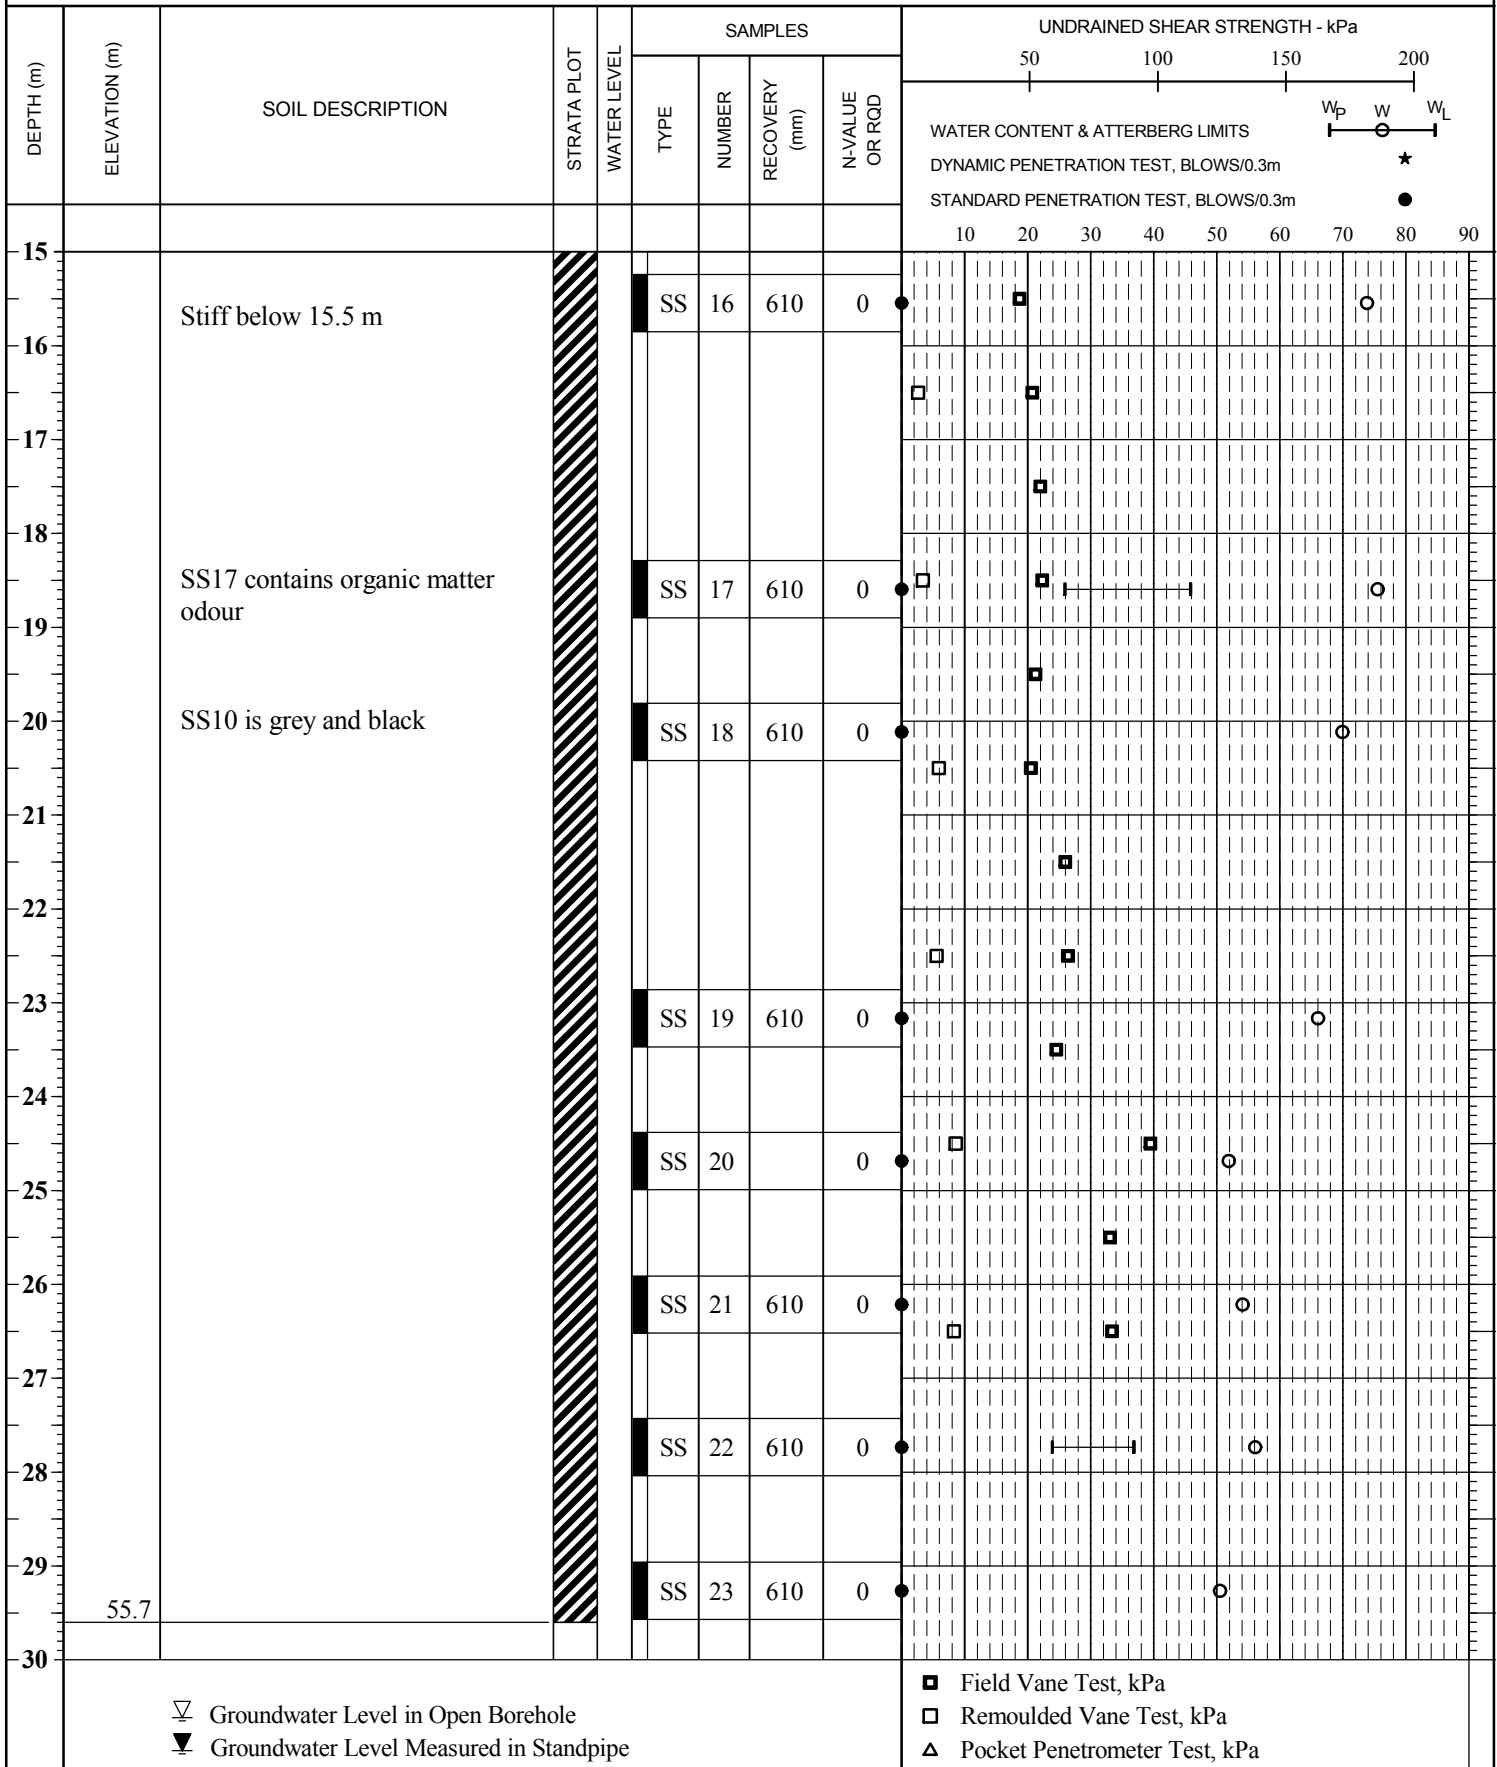 DEPTH (m)
ELEVATION (m)
SOIL DESCRIPTION
STRATA PLOT
WATER LEVEL
SAMPLES
TYPE
NUMBER
RECOVERY
(mm)
N-VALUE
OR RQD
UNDRAINED SHEAR STRENGTH - kPa
50 100 150 200
WP W WL
WATER CONTENT & ATTERBERG LIMITS
DYNAMIC PENETRATION TEST, BLOWS/0.3m ★
STANDARD PENETRATION TEST, BLOWS/0.3m ●
10 20 30 40 50 60 70 80 90
15
Stiff below 15.5 m
SS 16 610 0
16
17
18
SS17 contains organic matter
odour
SS 17 610 0
19
20
SS10 is grey and black
SS 18 610 0
21
22
23
SS 19 610 0
24
SS 20 0
25
26
SS 21 610 0
27
SS 22 610 0
28
29
SS 23 610 0
55.7
30
Groundwater Level in Open Borehole
Groundwater Level Measured in Standpipe
Field Vane Test, kPa
Remoulded Vane Test, kPa
Pocket Penetrometer Test, kPa